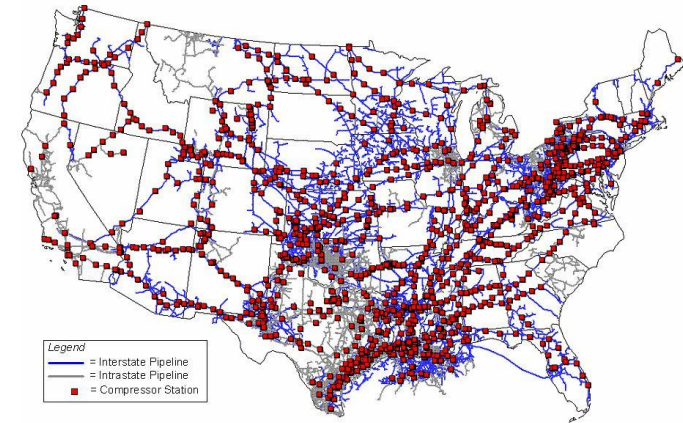 Legend
= Interstate Pipeline
= Intrastate Pipeline
= Compressor Station